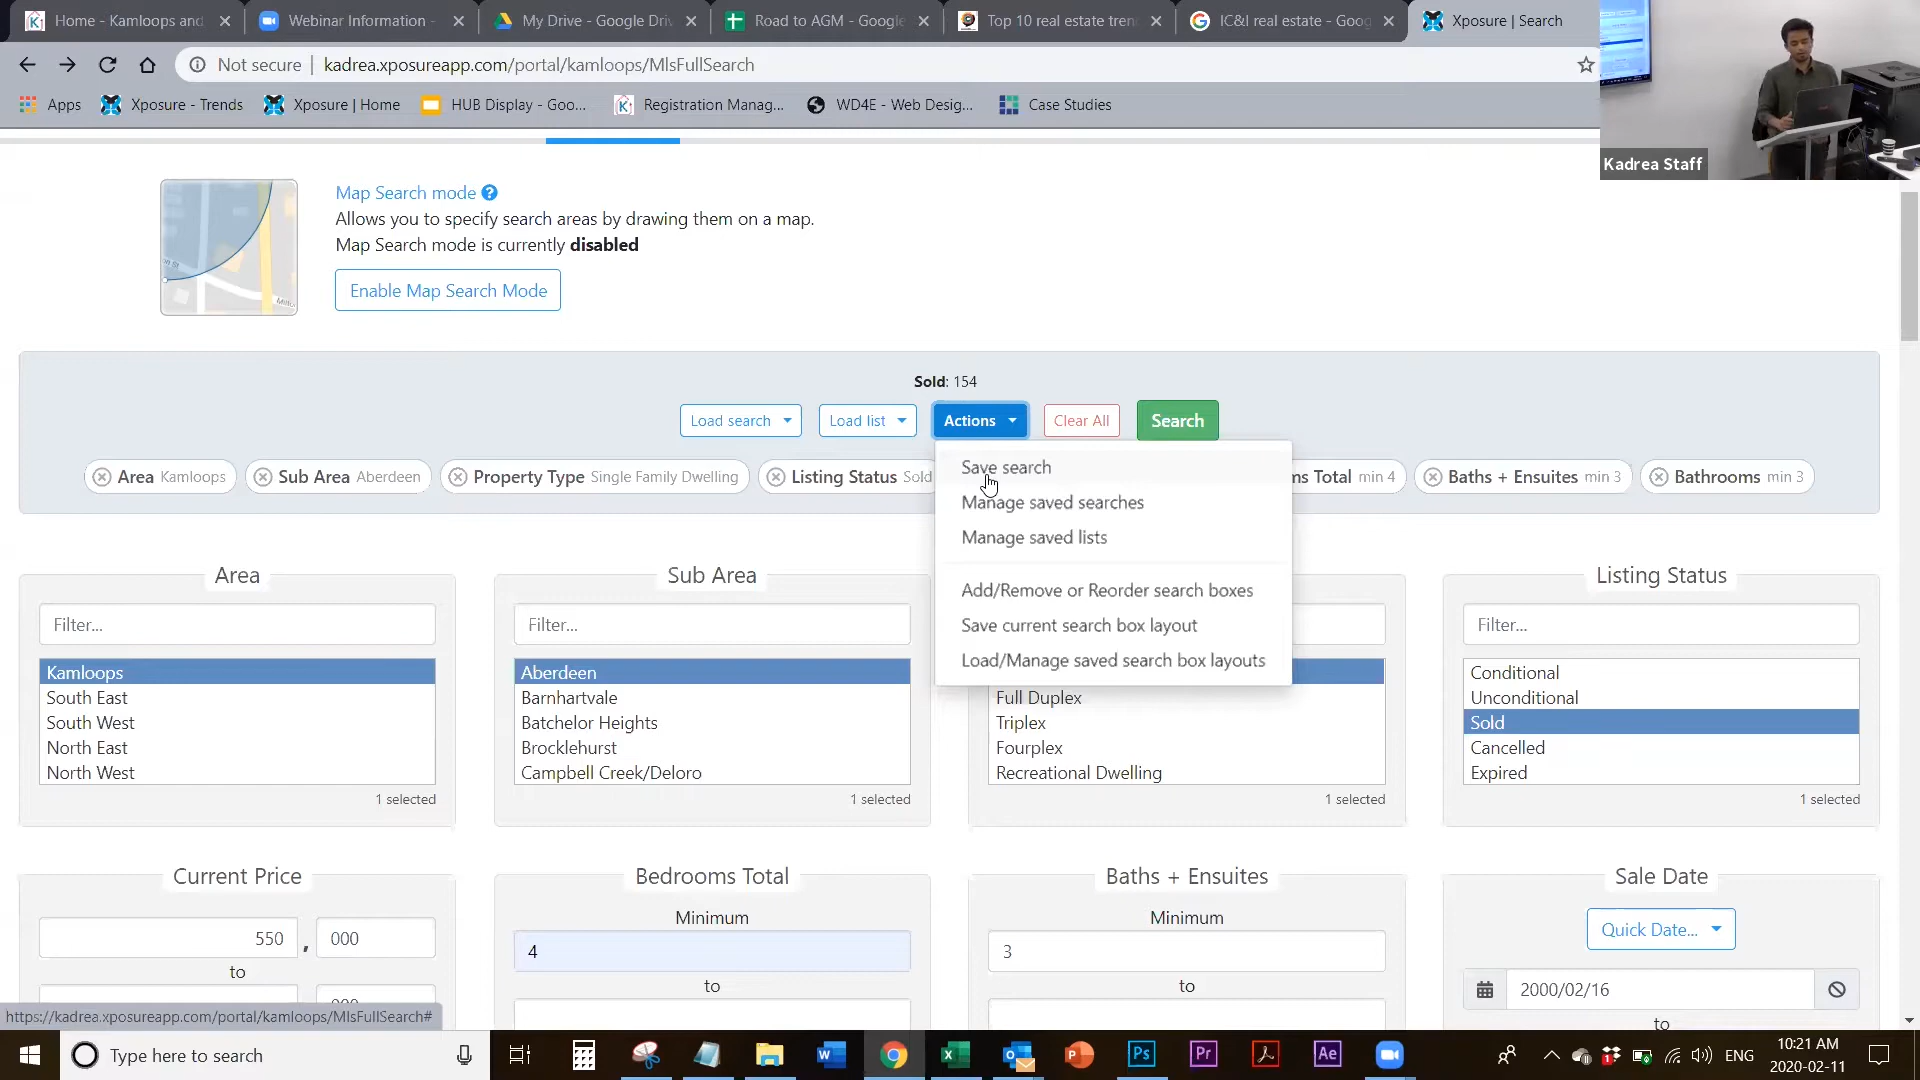 Home - Kamloops and
Webinar Information -
My Drive - Google Driv
Road to AGM - Google
Top 10 real estate tren
IC&I real estate - Goog
Xposure | Search
Not secure | kadrea.xposureapp.com/portal/kamloops/MlsFullSearch
Apps
Xposure - Trends
Xposure | Home
HUB Display - Goo...
Registration Manag...
WD4E - Web Desig...
Case Studies
Kadrea Staff
Map Search mode
Allows you to specify search areas by drawing them on a map.
Map Search mode is currently disabled
Enable Map Search Mode
Sold: 154
Load search
Load list
Actions
Clear All
Search
Area Kamloops
Sub Area Aberdeen
Property Type Single Family Dwelling
Listing Status Sold
ms Total min 4
Baths + Ensuites min 3
Bathrooms min 3
Save search
Manage saved searches
Manage saved lists
Add/Remove or Reorder search boxes
Save current search box layout
Load/Manage saved search box layouts
Area
Filter...
Kamloops
South East
South West
North East
North West
1 selected
Sub Area
Filter...
Aberdeen
Barnhartvale
Batchelor Heights
Brocklehurst
Campbell Creek/Deloro
1 selected
Full Duplex
Triplex
Fourplex
Recreational Dwelling
1 selected
Listing Status
Filter...
Conditional
Unconditional
Sold
Cancelled
Expired
1 selected
Current Price
550 , 000
to
000
Bedrooms Total
Minimum
4
to
Baths + Ensuites
Minimum
3
to
Sale Date
Quick Date...
2000/02/16
to
https://kadrea.xposureapp.com/portal/kamloops/MlsFullSearch#
Type here to search
Ps
Pr
Ae
ENG
10:21 AM
2020-02-11